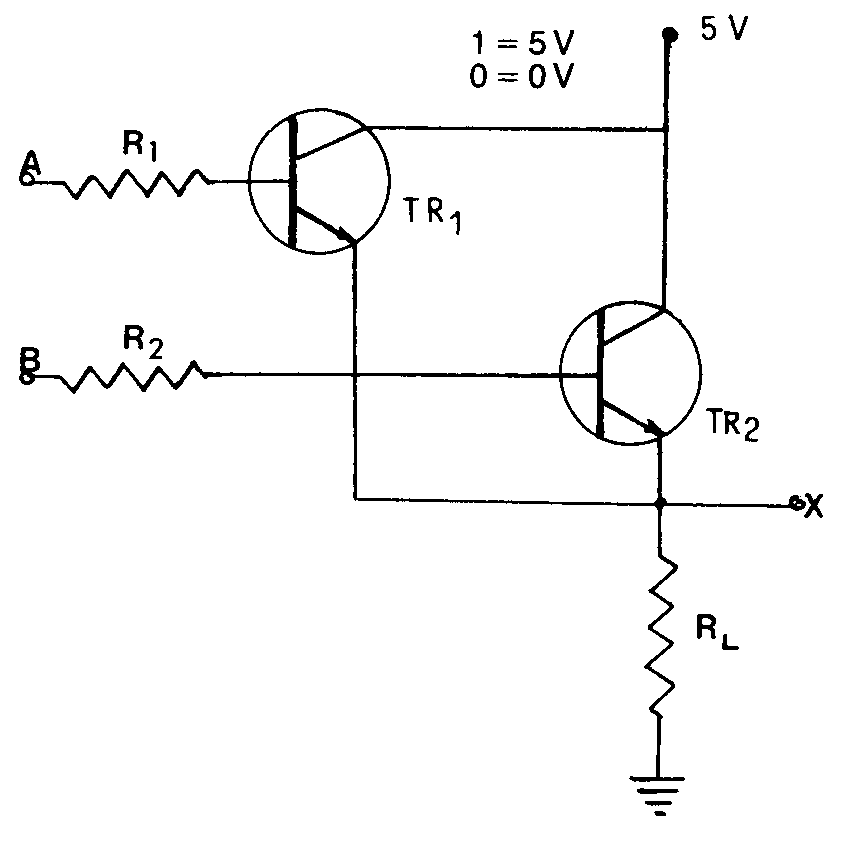 1 = 5 V
5 V
0 = 0 V
A
R1
TR1
B
R2
TR2
X
RL